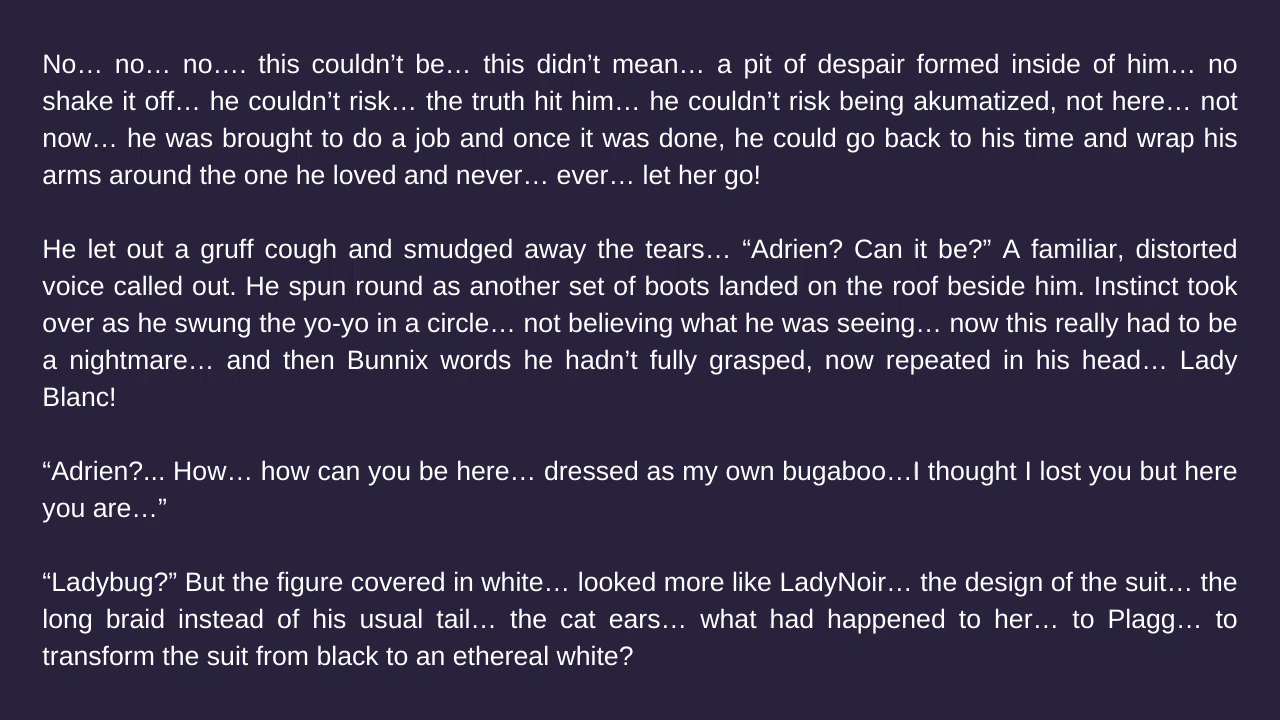 No… no… no…. this couldn’t be… this didn’t mean… a pit of despair formed inside of him… no
shake it off… he couldn’t risk… the truth hit him… he couldn’t risk being akumatized, not here… not
now… he was brought to do a job and once it was done, he could go back to his time and wrap his
arms around the one he loved and never… ever… let her go!
He let out a gruff cough and smudged away the tears… “Adrien? Can it be?” A familiar, distorted
voice called out. He spun round as another set of boots landed on the roof beside him. Instinct took
over as he swung the yo-yo in a circle… not believing what he was seeing… now this really had to be
a nightmare… and then Bunnix words he hadn’t fully grasped, now repeated in his head… Lady
Blanc!
“Adrien?... How… how can you be here… dressed as my own bugaboo…I thought I lost you but here
you are…”
“Ladybug?” But the figure covered in white… looked more like LadyNoir… the design of the suit… the
long braid instead of his usual tail… the cat ears… what had happened to her… to Plagg… to
transform the suit from black to an ethereal white?